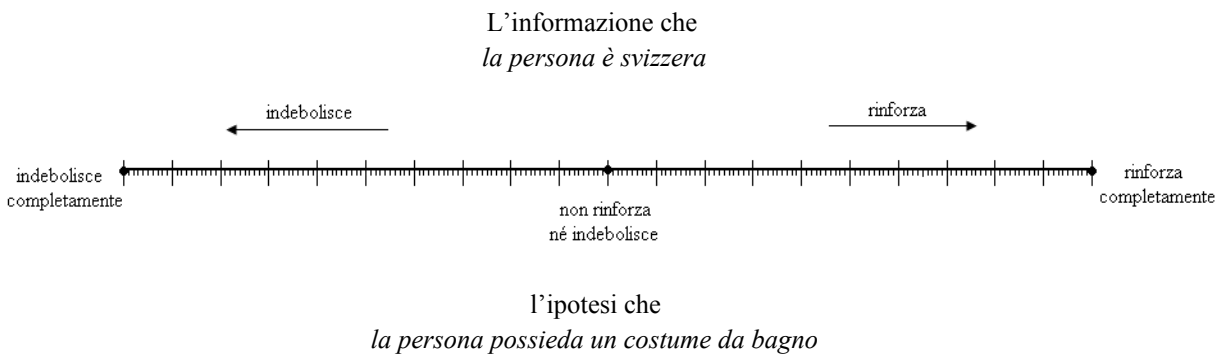 L’informazione che
la persona è svizzera
indebolisce
rinforza
indebolisce
completamente
non rinforza
né indebolisce
rinforza
completamente
l’ipotesi che
la persona possieda un costume da bagno